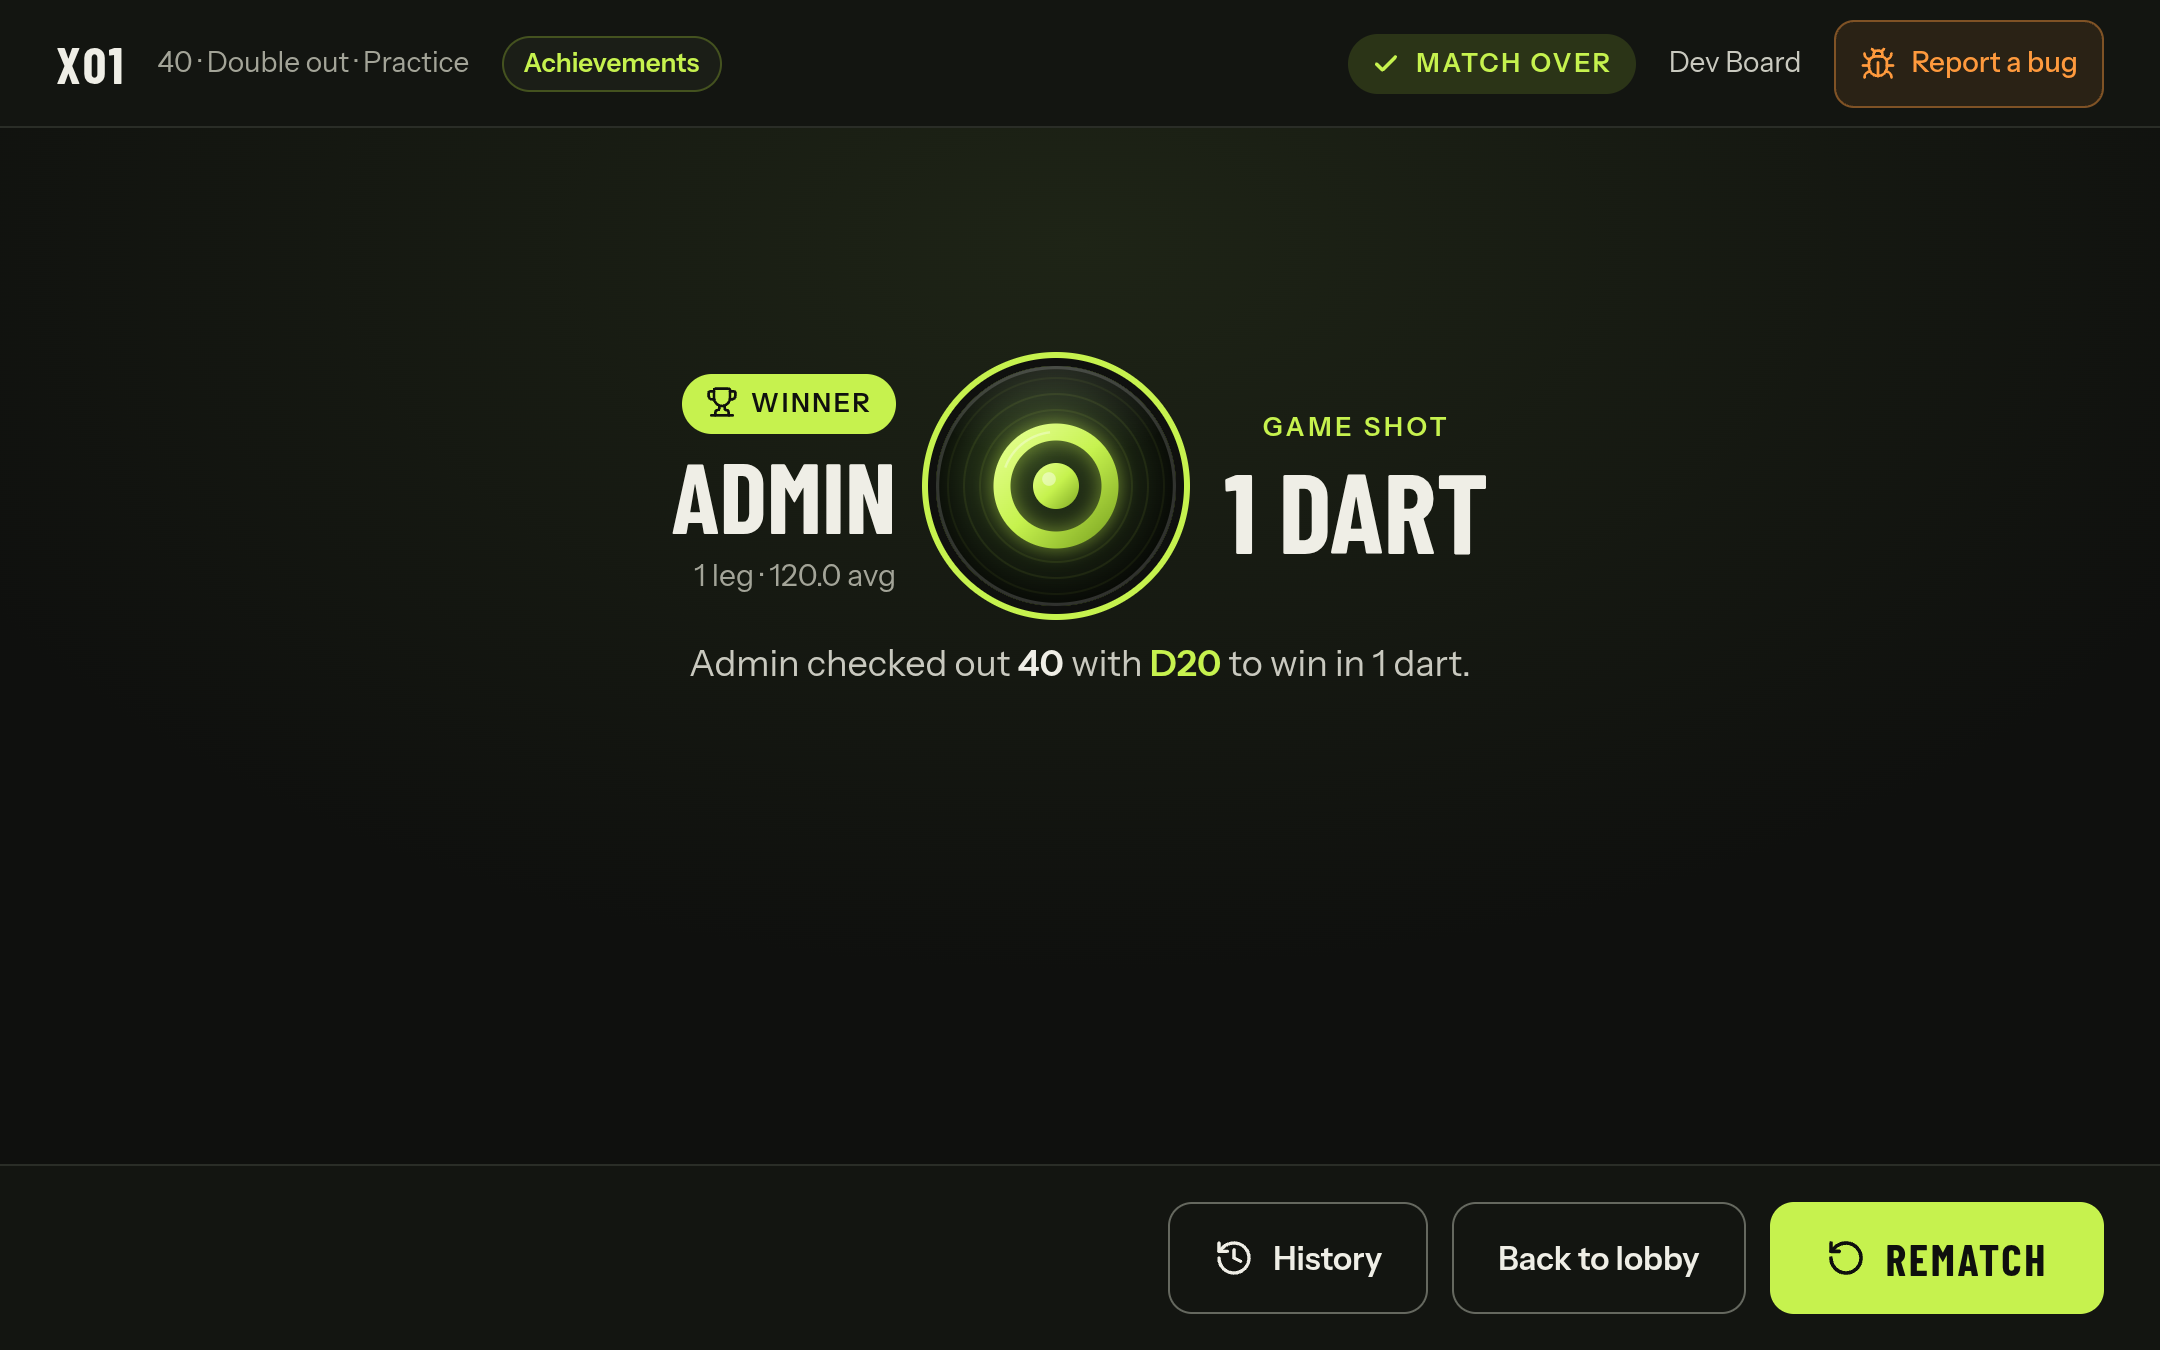 X01
40 · Double out · Practice
Achievements
MATCH OVER
Dev Board
Report a bug
WINNER
ADMIN
1 leg · 120.0 avg
GAME SHOT
1 DART
Admin checked out 40 with D20 to win in 1 dart.
History
Back to lobby
REMATCH